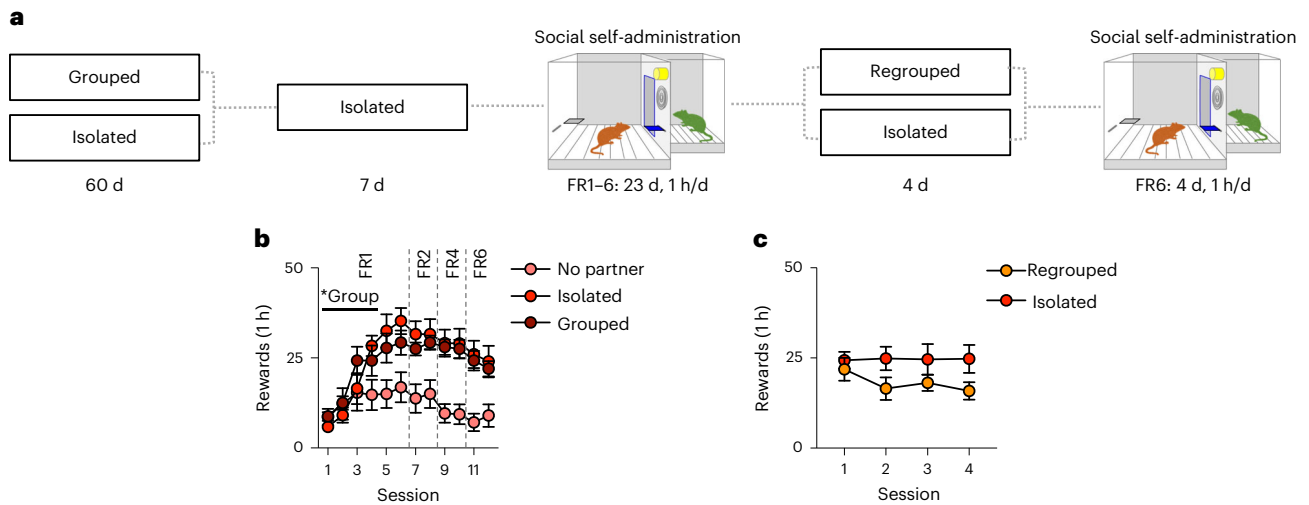 a
Social self-administration
Social self-administration
Grouped
Isolated
Isolated
Regrouped
Isolated
60 d
7 d
FR1–6: 23 d, 1 h/d
4 d
FR6: 4 d, 1 h/d
b
FR1
FR2
FR4
FR6
50
25
0
Rewards (1 h)
*Group
No partner
Isolated
Grouped
1 3 5 7 9 11
Session
c
50
25
0
Rewards (1 h)
Regrouped
Isolated
1 2 3 4
Session